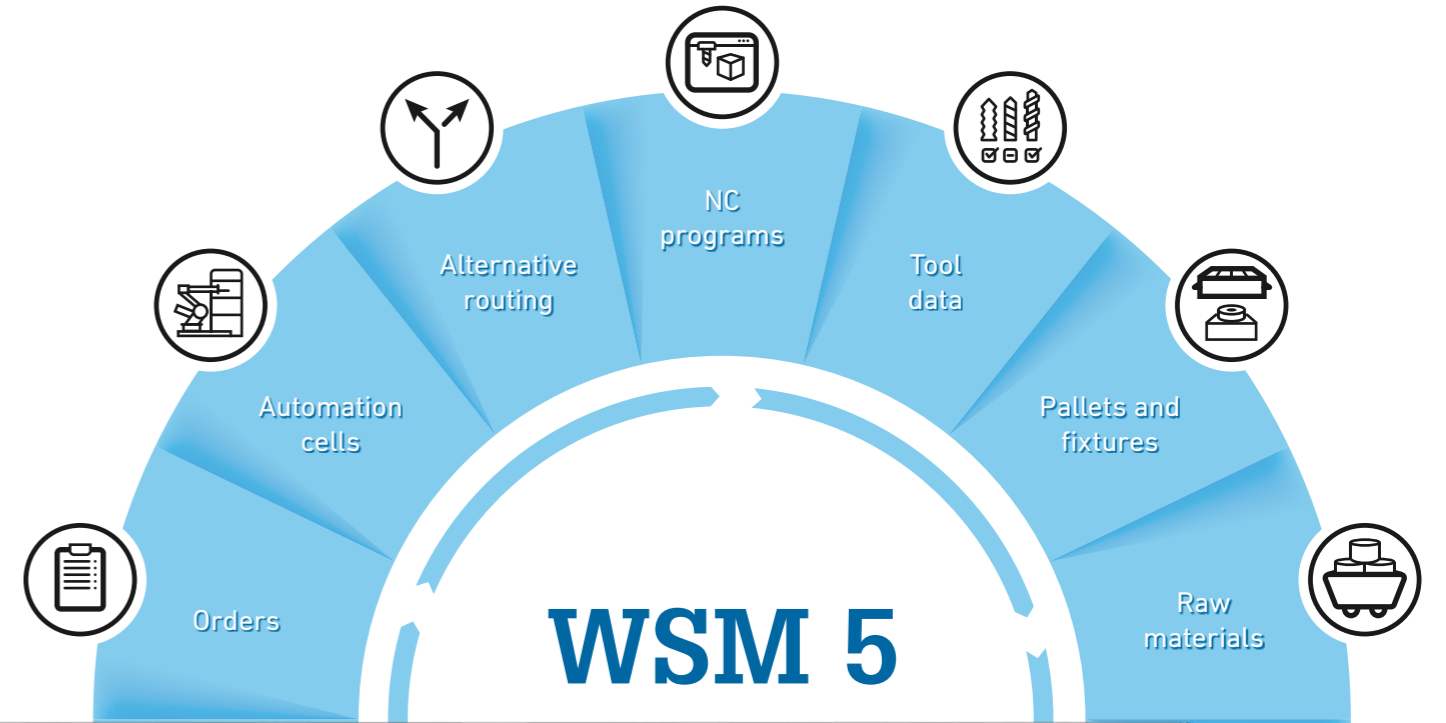 NC
programs
Alternative
routing
Tool
data
Automation
cells
Pallets and
fixtures
Orders
Raw
materials
WSM 5